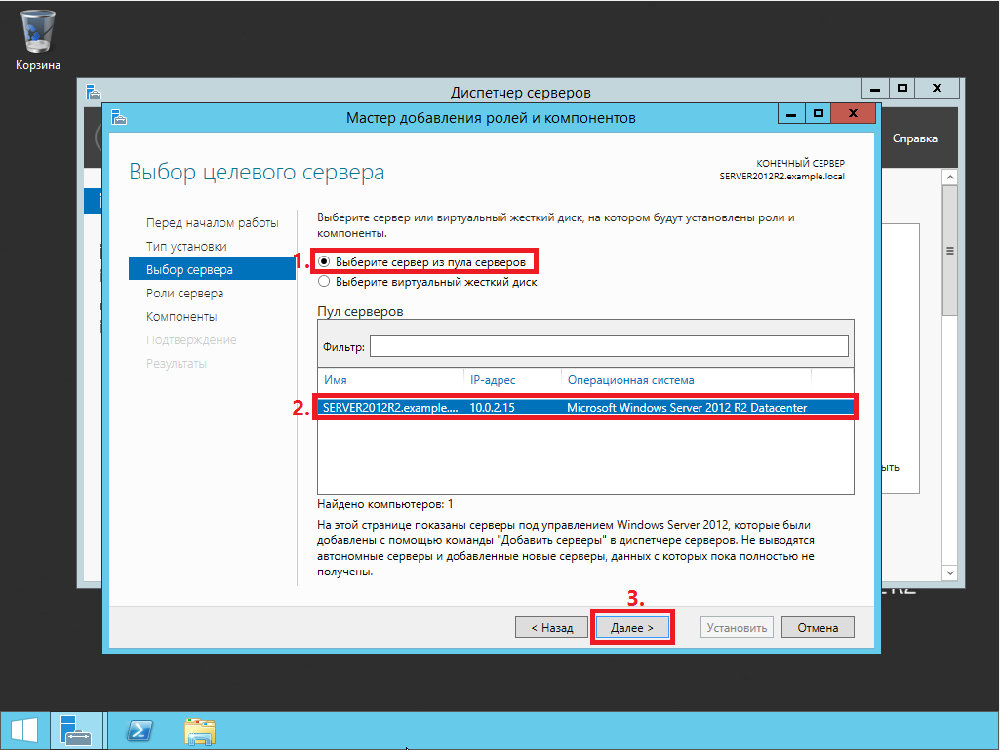 Корзина
Диспетчер серверов
Мастер добавления ролей и компонентов
Справка
Выбор целевого сервера
КОНЕЧНЫЙ СЕРВЕР
SERVER2012R2.example.local
Перед началом работы
Тип установки
Выбор сервера
Роли сервера
Компоненты
Подтверждение
Результаты
Выберите сервер или виртуальный жесткий диск, на котором будут установлены роли и
компоненты.
1. Выберите сервер из пула серверов
Выберите виртуальный жесткий диск
Пул серверов
Фильтр:
Имя IP-адрес Операционная система
2. SERVER2012R2.example.... 10.0.2.15 Microsoft Windows Server 2012 R2 Datacenter
Найдено компьютеров: 1
На этой странице показаны серверы под управлением Windows Server 2012, которые были
добавлены с помощью команды "Добавить серверы" в диспетчере серверов. Не выводятся
автономные серверы и добавленные новые серверы, данных с которых пока полностью не
получены.
3.
< Назад Далее > Установить Отмена